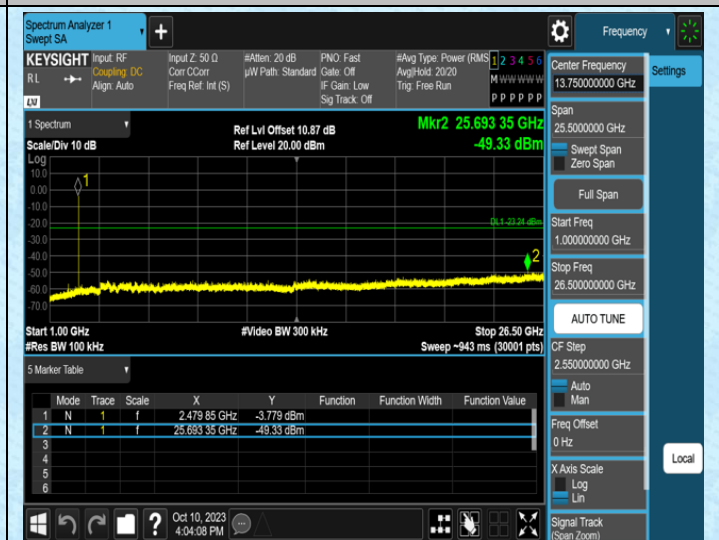 Spectrum Analyzer 1
Swept SA
+
Frequency
KEYSIGHT
RL
LXI
Input: RF
Coupling: DC
Align: Auto
Input Z: 50 Ω
Corr CCorr
Freq Ref: Int (S)
#Atten: 20 dB
µW Path: Standard
PNO: Fast
Gate: Off
IF Gain: Low
Sig Track: Off
#Avg Type: Power (RMS
Avg|Hold: 20/20
Trig: Free Run
1 2 3 4 5 6
M W W W W W
P P P P P P
1 Spectrum
Scale/Div 10 dB
Ref Lvl Offset 10.87 dB
Ref Level 20.00 dBm
Mkr2 25.693 35 GHz
-49.33 dBm
Log
10.0
0.00
-10.0
-20.0
-30.0
-40.0
-50.0
-60.0
-70.0
1
DL1 -23.24 dBm
2
Start 1.00 GHz
#Video BW 300 kHz
Stop 26.50 GHz
#Res BW 100 kHz
Sweep ~943 ms (30001 pts)
5 Marker Table
Mode Trace Scale X Y Function Function Width Function Value
1 N 1 f 2.479 85 GHz -3.779 dBm
2 N 1 f 25.693 35 GHz -49.33 dBm
3
4
5
6
Center Frequency
13.750000000 GHz
Span
25.5000000 GHz
Swept Span
Zero Span
Full Span
Start Freq
1.000000000 GHz
Stop Freq
26.500000000 GHz
AUTO TUNE
CF Step
2.550000000 GHz
Auto
Man
Freq Offset
0 Hz
X Axis Scale
Log
Lin
Signal Track
(Span Zoom)
Settings
Local
?
Oct 10, 2023
4:04:08 PM